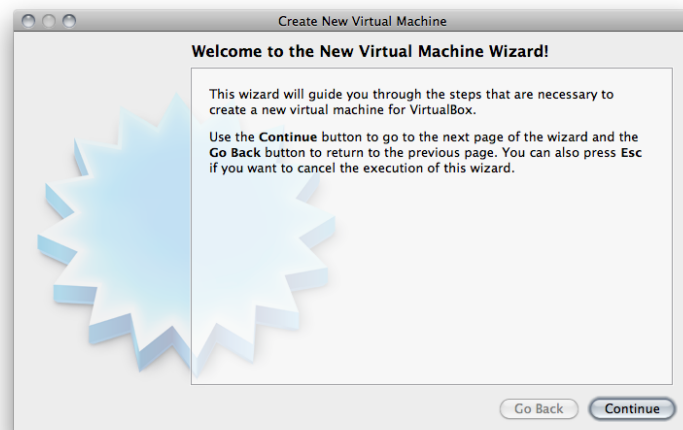 Create New Virtual Machine
Welcome to the New Virtual Machine Wizard!
This wizard will guide you through the steps that are necessary to
create a new virtual machine for VirtualBox.
Use the Continue button to go to the next page of the wizard and the
Go Back button to return to the previous page. You can also press Esc
if you want to cancel the execution of this wizard.
Go Back
Continue